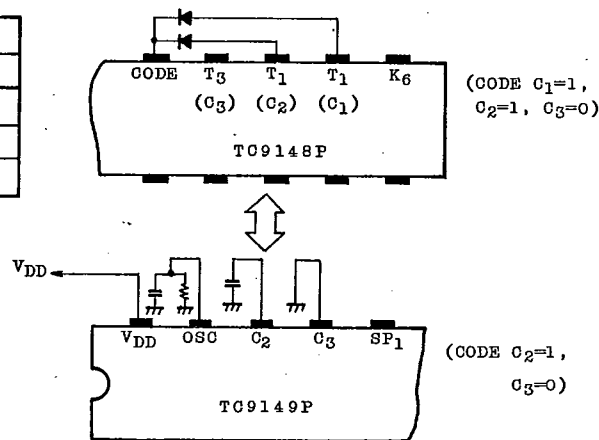 CODE T3 T1 T1 K6
(C3) (C2) (C1)
(CODE C1=1,
C2=1, C3=0)
TC9148P
VDD
VDD OSC C2 C3 SP1
(CODE C2=1,
C3=0)
TC9149P